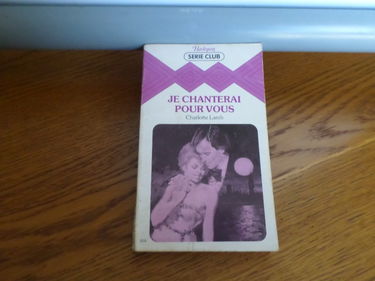 Harlequin
SERIE CLUB
JE CHANTERAI
POUR VOUS
Charlotte Lamb